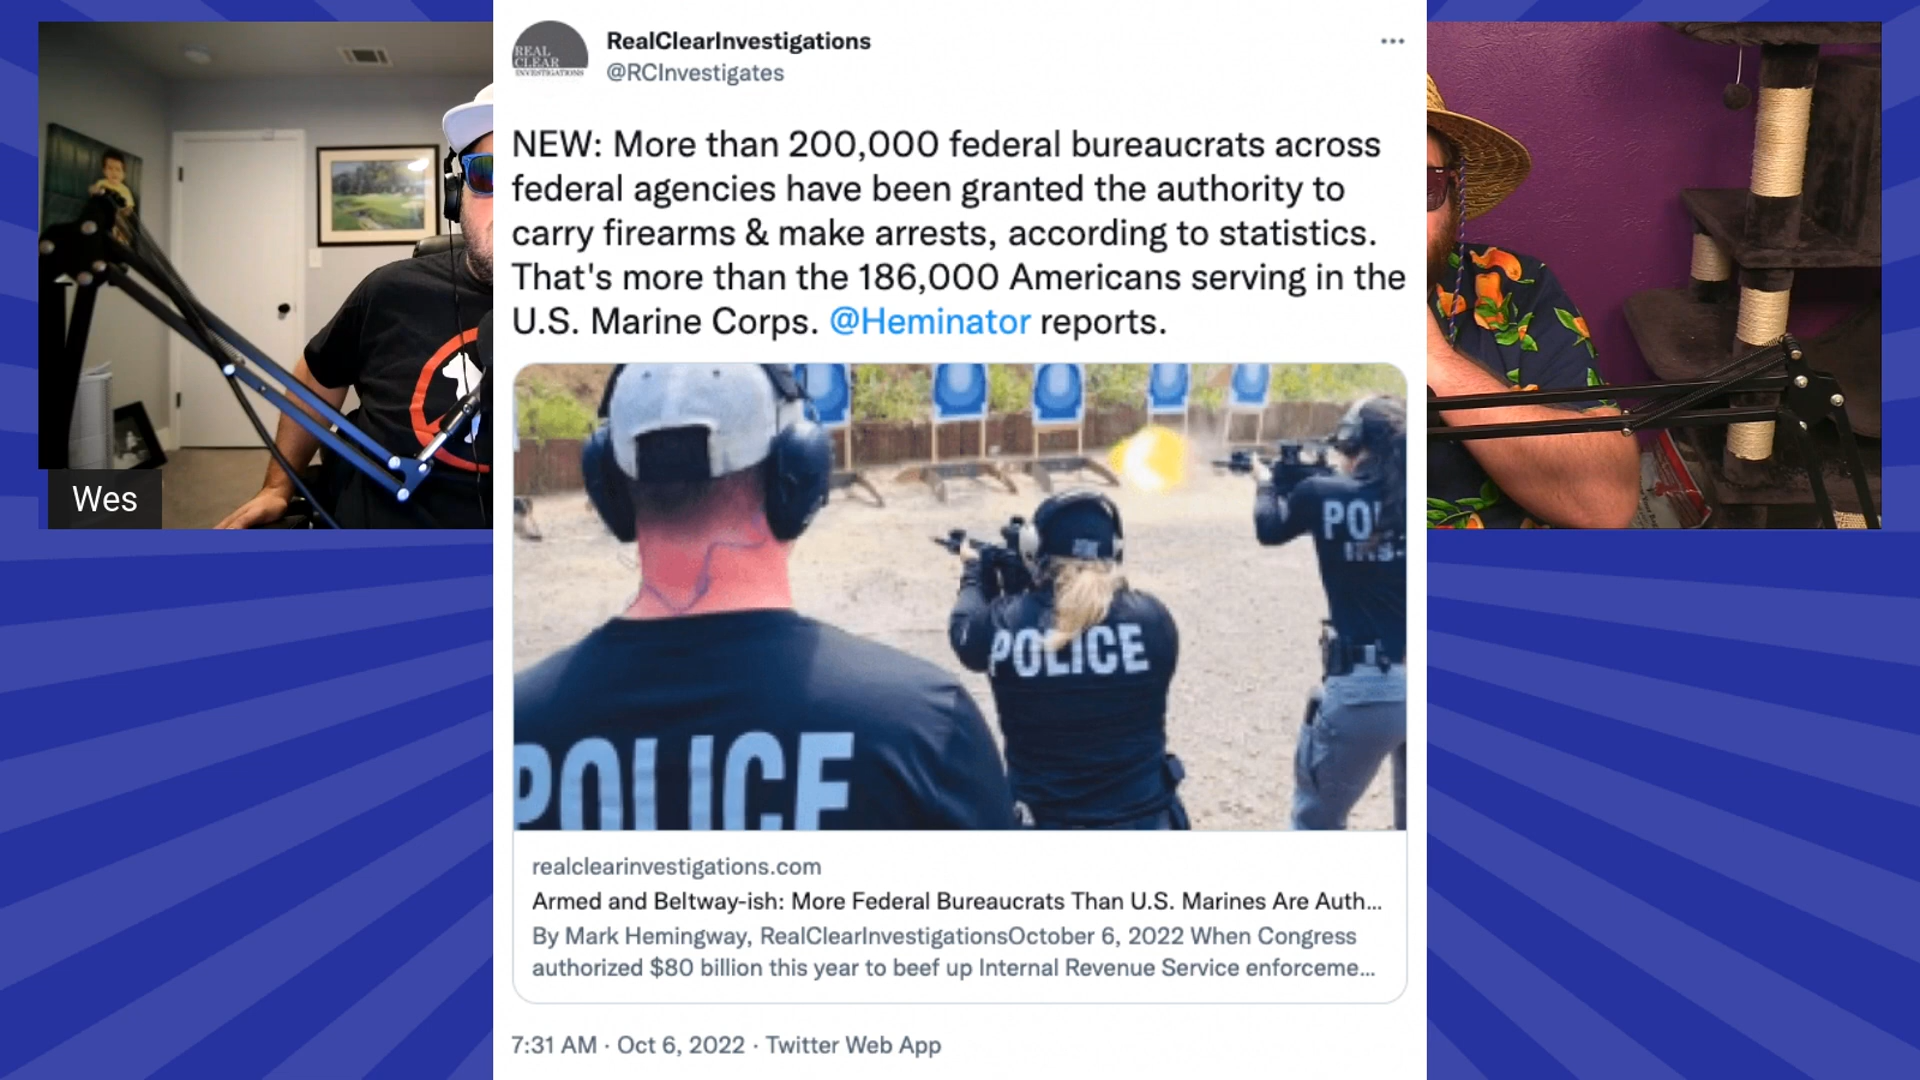 REAL
CLEAR
INVESTIGATIONS
RealClearInvestigations
@RCInvestigates
NEW: More than 200,000 federal bureaucrats across
federal agencies have been granted the authority to
carry firearms & make arrests, according to statistics.
That's more than the 186,000 Americans serving in the
U.S. Marine Corps. @Heminator reports.
Wes
POLICE
POLICE
realclearinvestigations.com
Armed and Beltway-ish: More Federal Bureaucrats Than U.S. Marines Are Auth...
By Mark Hemingway, RealClearInvestigationsOctober 6, 2022 When Congress
authorized $80 billion this year to beef up Internal Revenue Service enforceme...
7:31 AM · Oct 6, 2022 · Twitter Web App